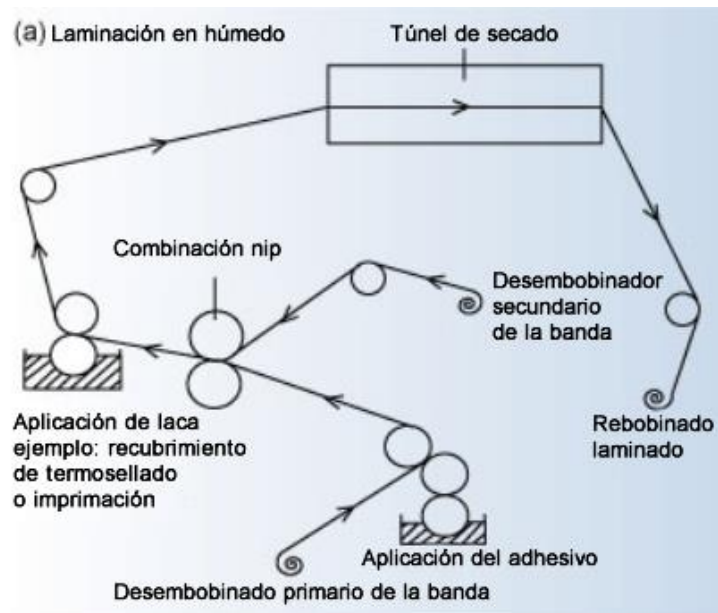 (a) Laminación en húmedo
Túnel de secado
Combinación nip
Desembobinador
secundario
de la banda
Aplicación de laca
ejemplo: recubrimiento
de termosellado
o imprimación
Rebobinado
laminado
Aplicación del adhesivo
Desembobinado primario de la banda